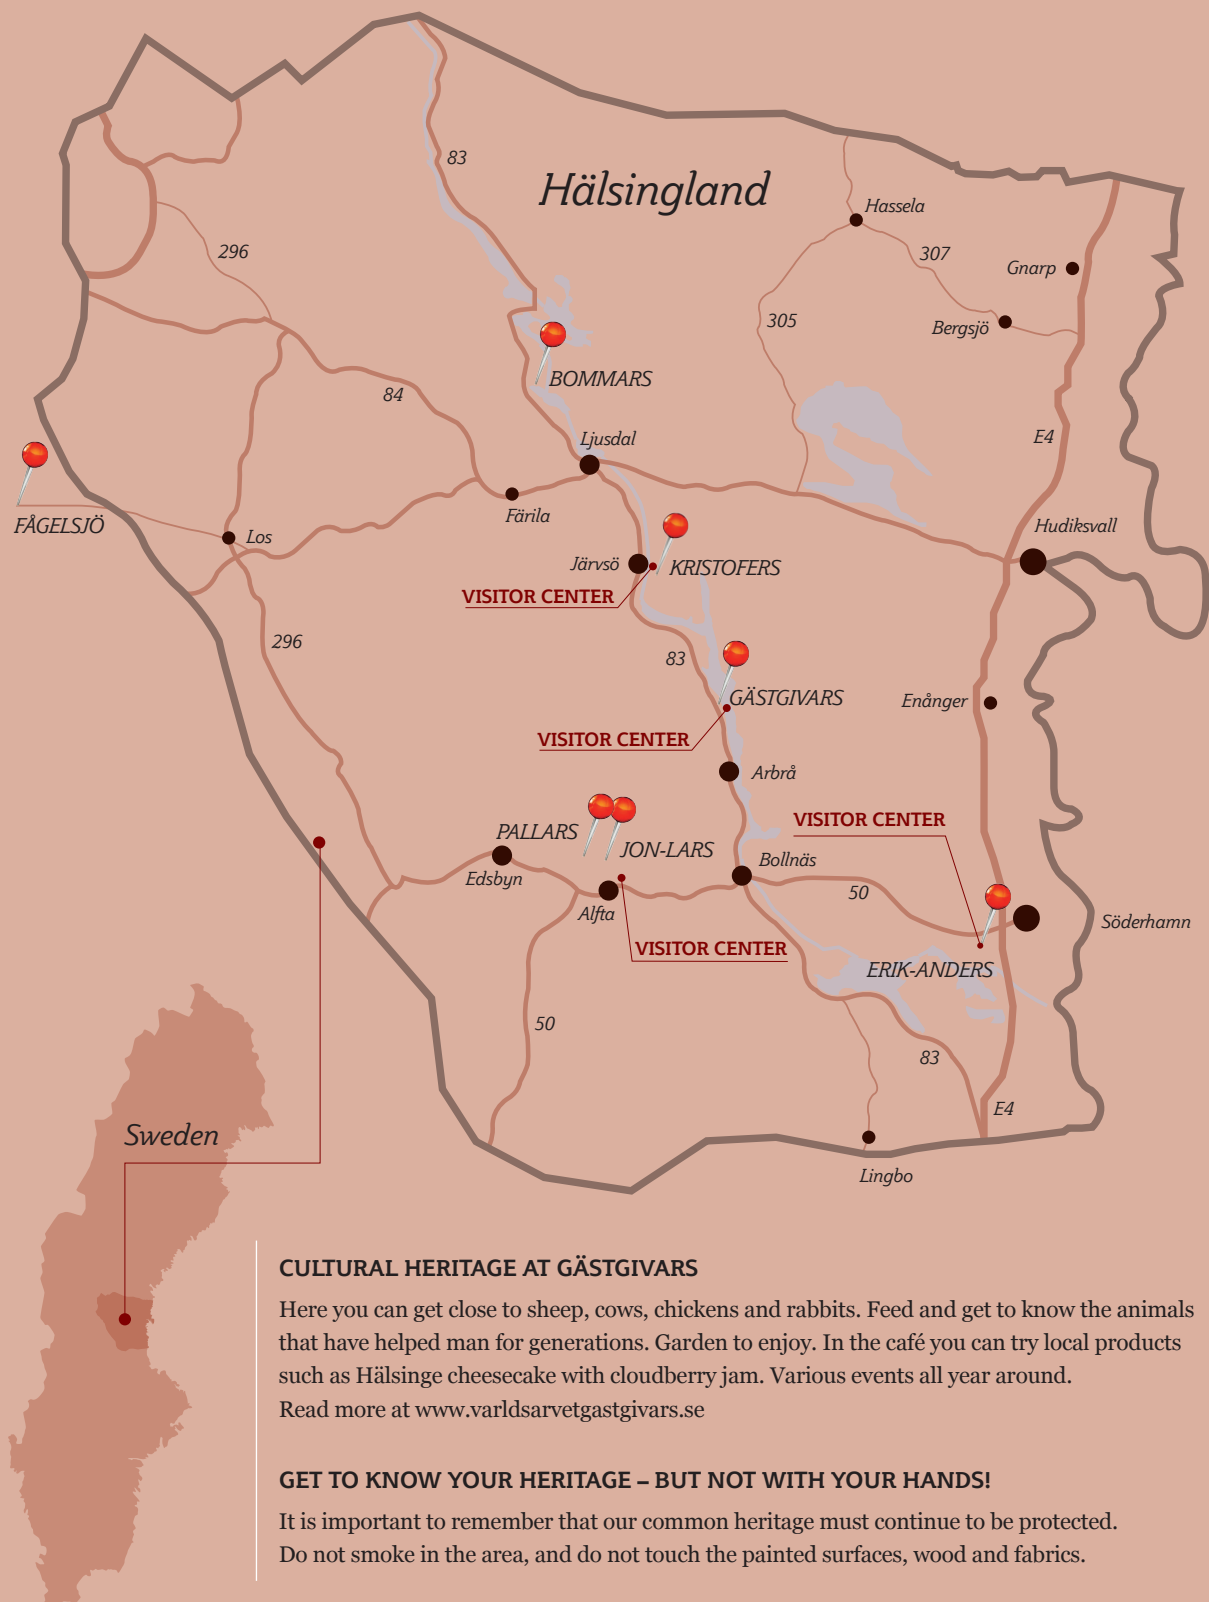 83
Hälsingland
Hassela
296
307
Gnarp
305
Bergsjö
BOMMARS
84
E4
Ljusdal
FÅGELSJÖ
Färila
Hudiksvall
Los
Järvsö
KRISTOFERS
VISITOR CENTER
296
83
GÄSTGIVARS
Enånger
VISITOR CENTER
Arbrå
VISITOR CENTER
PALLARS
JON-LARS
Bollnäs
Edsbyn
50
Alfta
Söderhamn
VISITOR CENTER
ERIK-ANDERS
50
83
E4
Sweden
Lingbo
CULTURAL HERITAGE AT GÄSTGIVARS
Here you can get close to sheep, cows, chickens and rabbits. Feed and get to know the animals
that have helped man for generations. Garden to enjoy. In the café you can try local products
such as Hälsinge cheesecake with cloudberry jam. Various events all year around.
Read more at www.varldsarvetgastgivars.se
GET TO KNOW YOUR HERITAGE – BUT NOT WITH YOUR HANDS!
It is important to remember that our common heritage must continue to be protected.
Do not smoke in the area, and do not touch the painted surfaces, wood and fabrics.